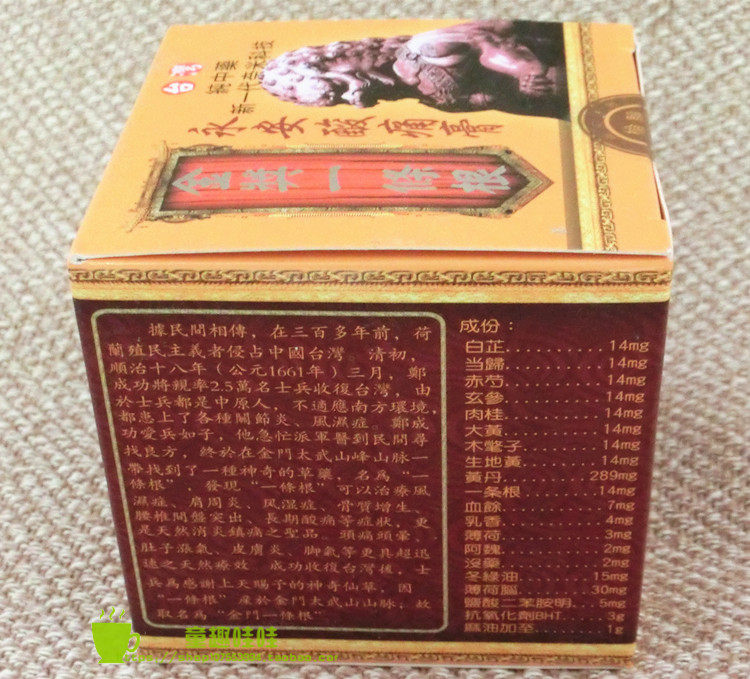 台灣
永安酸痛膏
金獎一條根
據民間相傳,在三百多年前,荷
蘭殖民主義者侵占中國台灣。清初,
順治十八年(公元1661年)三月,鄭
成功將親率2.5萬名士兵收復台灣,由
於士兵都是中原人,不適應南方環境,
都患上了各種關節炎、風濕症。鄭成
功愛兵如子,他急忙派軍醫到民間尋
找良方,終於在金門太武山峰山脈一
帶找到了一種神奇的草藥,名為“一
條根” 發現“一條根”可以治療風
濕症、肩周炎、風湿症、骨質增生、
腰椎間盤突出、長期酸痛等症狀,更
是天然消炎鎮痛之聖品 頭痛頭暈、
肚子漲氣、皮膚炎、腳氣等更具超迅
速之天然療效 成功收復台灣後,士
兵為感謝上天賜子的神奇仙草,因
“一條根” 產於金門太武山山脈,故
取名為“金門一條根”
成份:
白芷..........14mg
当歸..........14mg
赤芍..........14mg
玄參..........14mg
肉桂..........14mg
大黃..........14mg
木鼈子..........14mg
生地黃..........14mg
黃丹..........289mg
一条根..........14mg
血餘..........7mg
乳香..........4mg
薄荷..........3mg
阿魏..........2mg
沒藥..........2mg
冬綠油..........15mg
薄荷腦..........30mg
鹽酸二苯胺明..5mg
抗氧化劑BHT..........3g
麻油加至..........1g
童趣哇哇